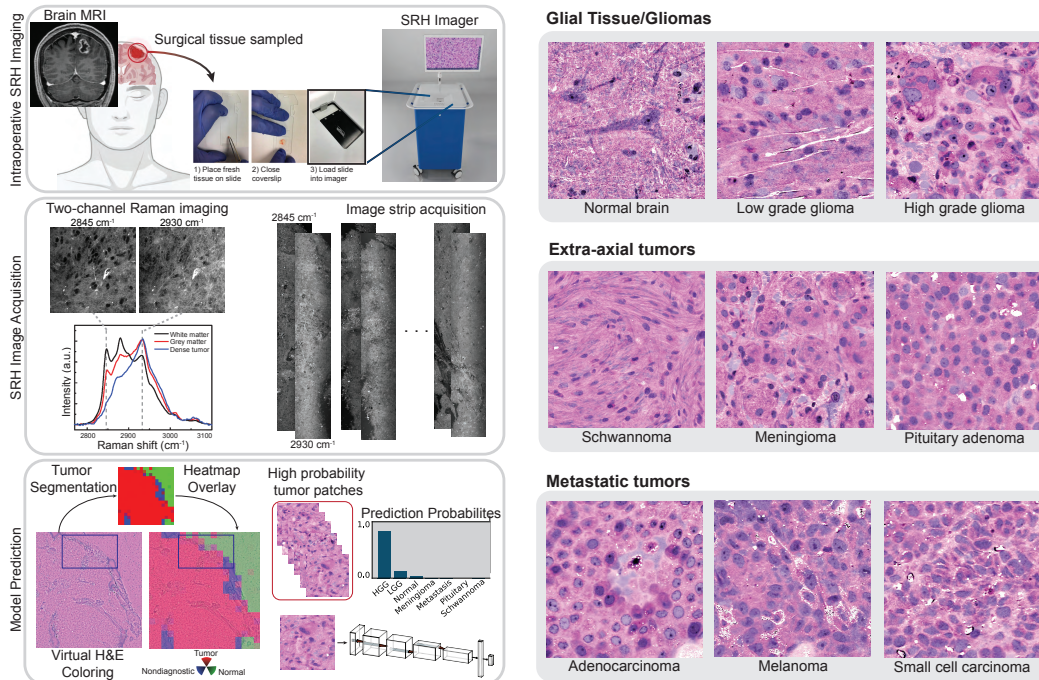 Intraoperative SRH Imaging
Brain MRI
Surgical tissue sampled
SRH Imager
1) Place fresh
tissue on slide
2) Close
coverslip
3) Load slide
into imager
SRH Image Acquisition
Two-channel Raman imaging
2845 cm-1
2930 cm-1
Image strip acquisition
2845 cm-1
2930 cm-1
. . .
White matter
Grey matter
Dense tumor
Intensity (a.u.)
2800
2900
3000
3100
Raman shift (cm-1)
Model Prediction
Tumor
Segmentation
Heatmap
Overlay
High probability
tumor patches
Prediction Probabilites
1.0
0.0
HGG
LGG
Normal
Meningioma
Metastasis
Pituitary
Schwannoma
Virtual H&E
Coloring
Tumor
Nondiagnostic
Normal
Glial Tissue/Gliomas
Normal brain
Low grade glioma
High grade glioma
Extra-axial tumors
Schwannoma
Meningioma
Pituitary adenoma
Metastatic tumors
Adenocarcinoma
Melanoma
Small cell carcinoma